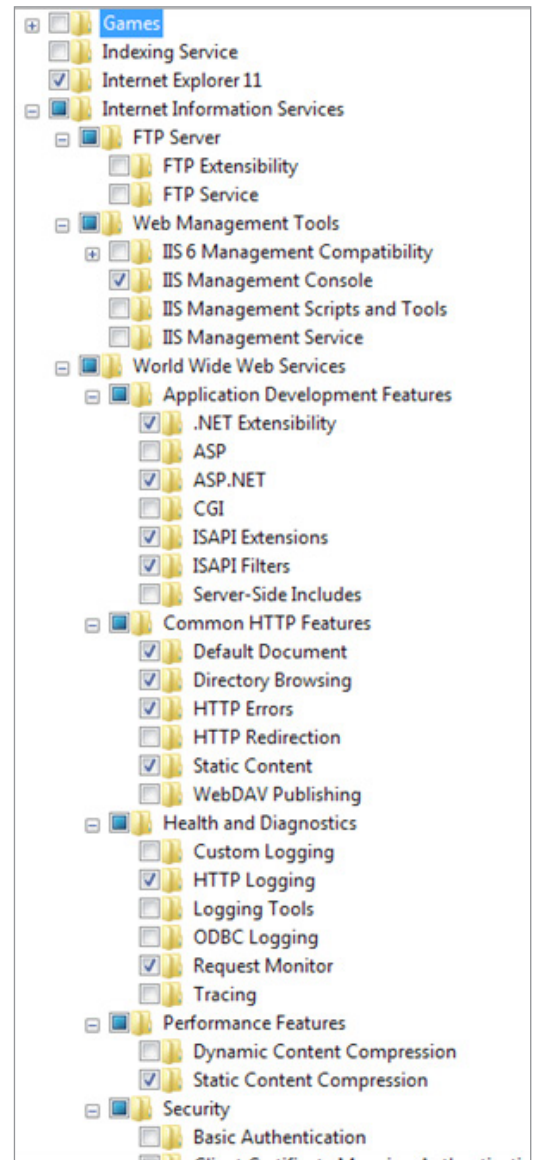 Games
Indexing Service
Internet Explorer 11
Internet Information Services
FTP Server
FTP Extensibility
FTP Service
Web Management Tools
IIS 6 Management Compatibility
IIS Management Console
IIS Management Scripts and Tools
IIS Management Service
World Wide Web Services
Application Development Features
.NET Extensibility
ASP
ASP.NET
CGI
ISAPI Extensions
ISAPI Filters
Server-Side Includes
Common HTTP Features
Default Document
Directory Browsing
HTTP Errors
HTTP Redirection
Static Content
WebDAV Publishing
Health and Diagnostics
Custom Logging
HTTP Logging
Logging Tools
ODBC Logging
Request Monitor
Tracing
Performance Features
Dynamic Content Compression
Static Content Compression
Security
Basic Authentication